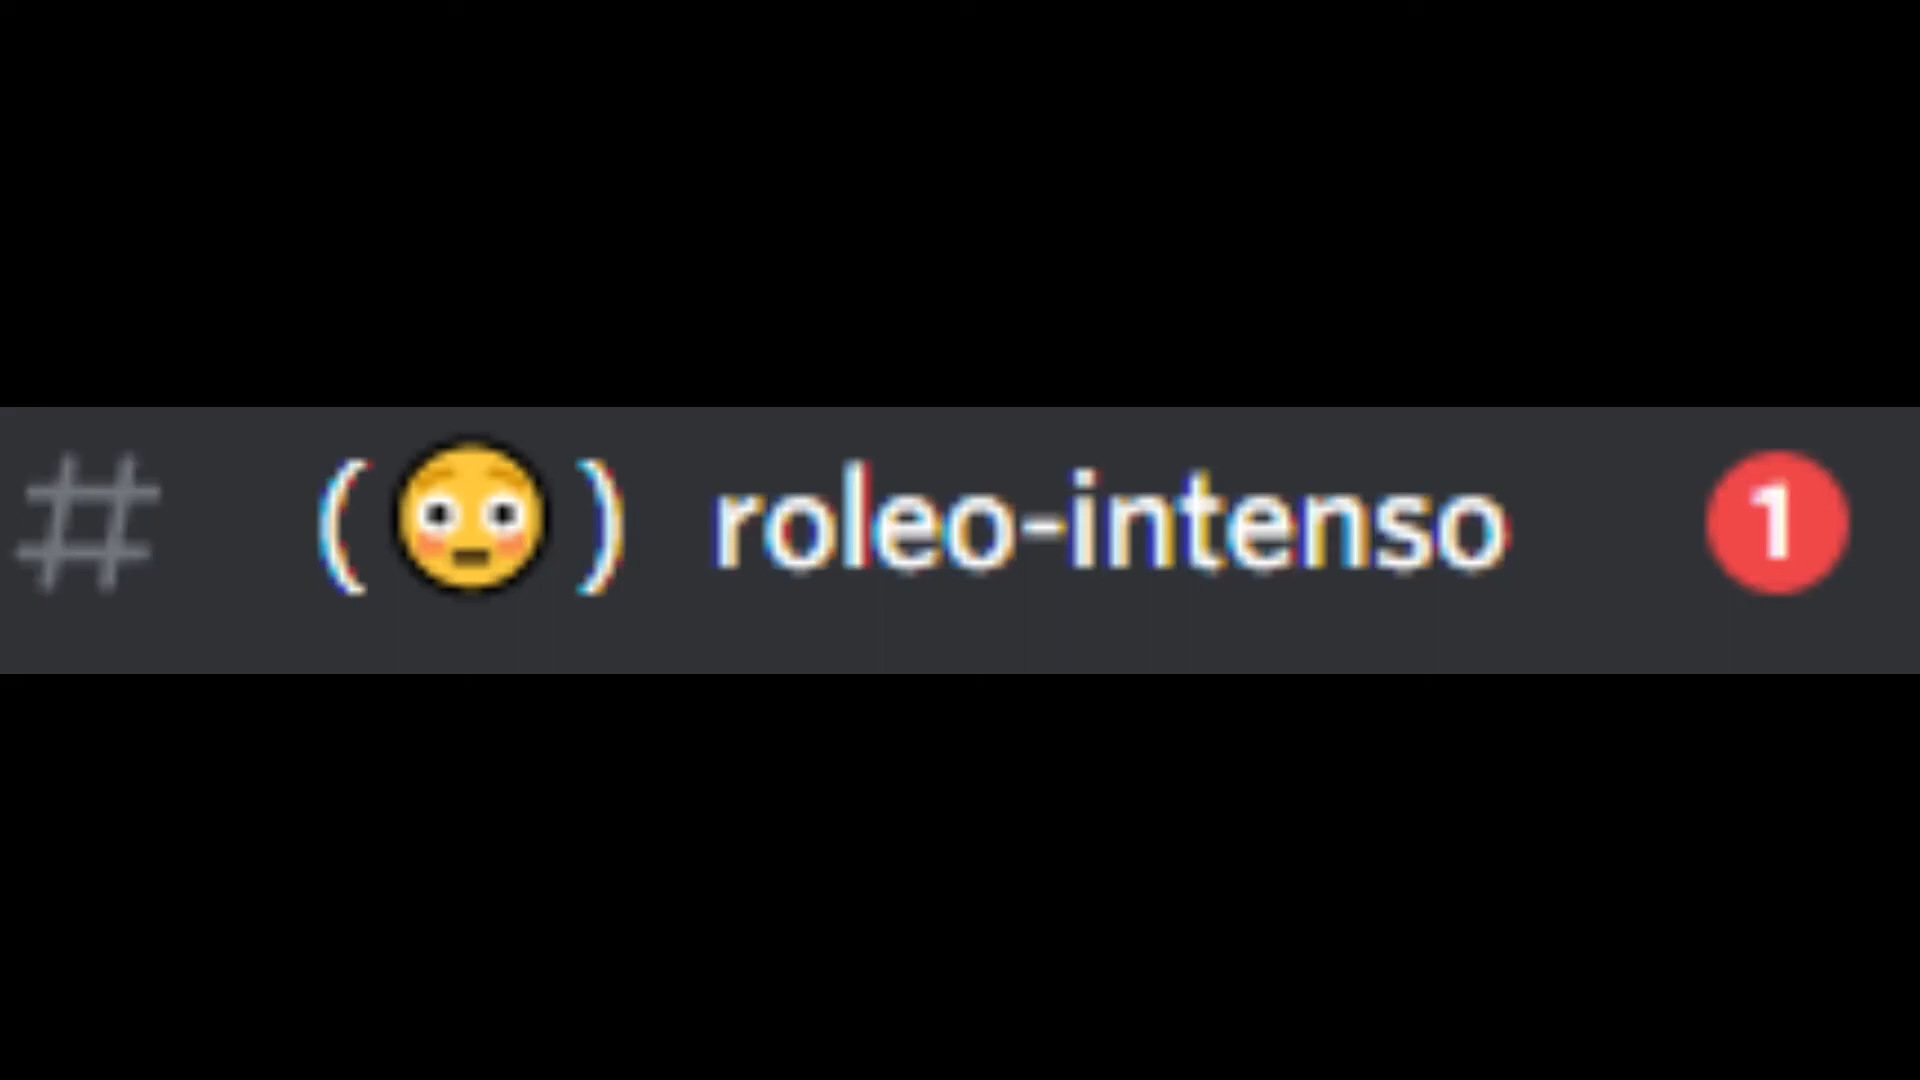 # (😳) roleo-intenso 1